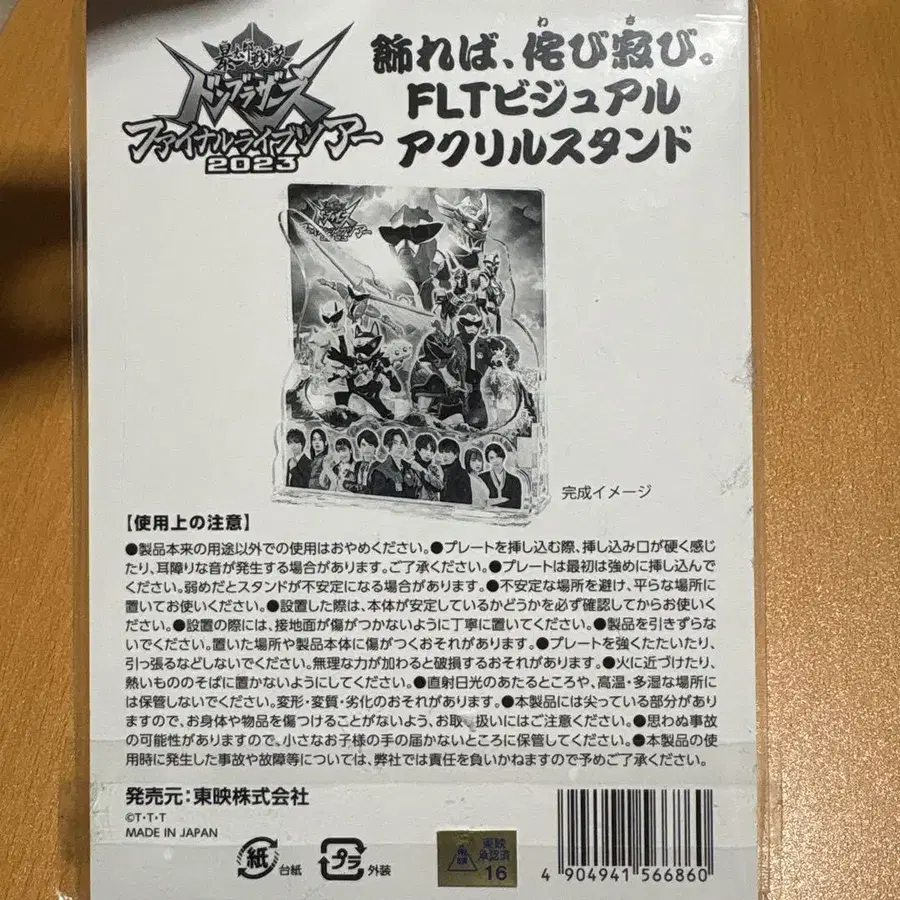 暴太郎戦隊
ドンブラザーズ
ファイナルライブツアー
2023
飾れば、侘び寂び。
わ さ
FLTビジュアル
アクリルスタンド
完成イメージ
【使用上の注意】
●製品本来の用途以外での使用はおやめください。●プレートを挿し込む際、挿し込み口が硬く感じ
たり、耳障りな音が発生する場合があります。ご了承ください。●プレートは最初は強めに挿し込んで
ください。弱めだとスタンドが不安定になる場合があります。●不安定な場所を避け、平らな場所に
置いてお使いください。●設置した際は、本体が安定しているかどうかを必ず確認してからお使いく
ださい。●設置の際には、接地面が傷がつかないように丁寧に置いてください。●製品を引きずらな
いでください。置いた場所や製品本体に傷がつくおそれがあります。●プレートを強くたたいたり、
引っ張るなどしないでください。無理な力が加わると破損するおそれがあります。●火に近づけたり、
熱いもののそばに置かないようにしてください。●直射日光のあたるところや、高温・多湿な場所に
は保管しないでください。変形・変質・劣化のおそれがあります。●本製品には尖っている部分があり
ますので、お身体や物品を傷つけることがないよう、お取り扱いにはご注意ください。●思わぬ事故
の可能性がありますので、小さなお子様の手の届かないところに保管してください。●本製品の使
用時に発生した事故や故障等については、弊社では責任を負いかねますので予めご了承ください。
発売元：東映株式会社
©T・T・T
MADE IN JAPAN
紙 台紙
プラ 外装
東映
承認済
16
4 904941 566860